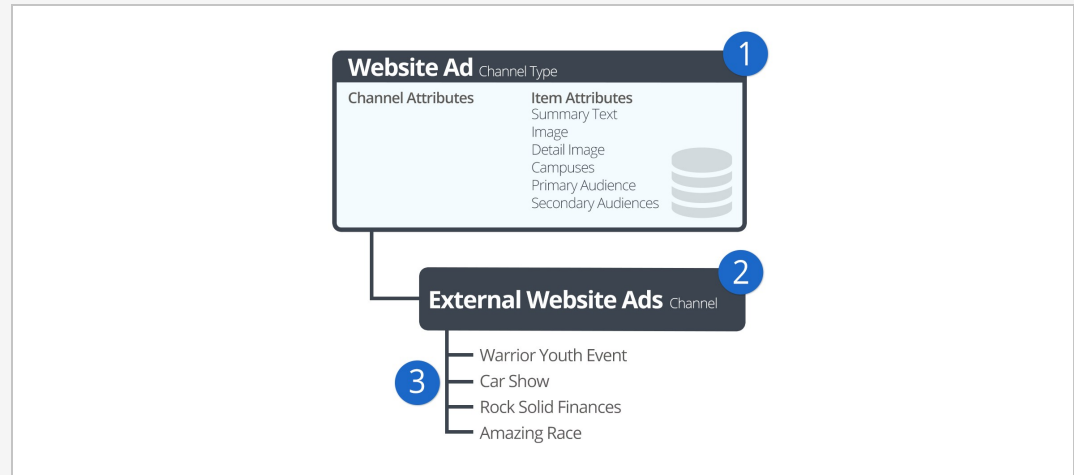 1
Website Ad Channel Type
Channel Attributes
Item Attributes
Summary Text
Image
Detail Image
Campuses
Primary Audience
Secondary Audiences
2
External Website Ads Channel
3
Warrior Youth Event
Car Show
Rock Solid Finances
Amazing Race